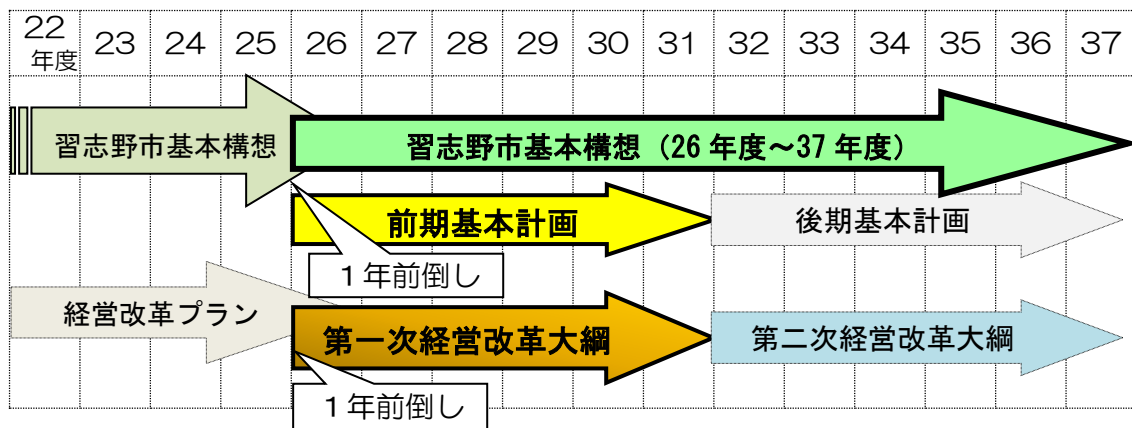 22
年度
23
24
25
26
27
28
29
30
31
32
33
34
35
36
37
習志野市基本構想
習志野市基本構想（26 年度～37 年度）
前期基本計画
後期基本計画
１年前倒し
経営改革プラン
第一次経営改革大綱
第二次経営改革大綱
１年前倒し